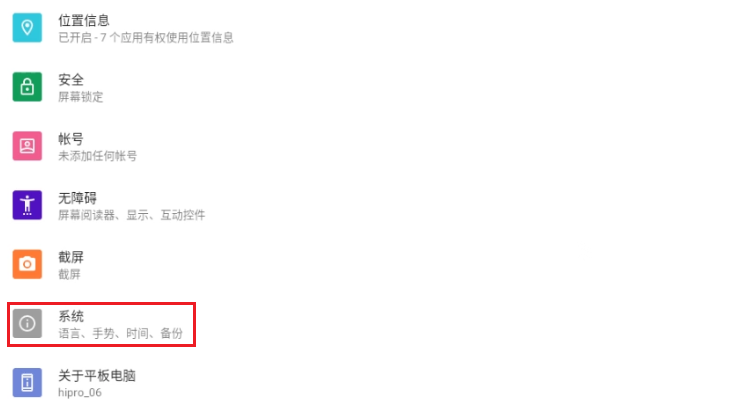 位置信息
已开启 - 7 个应用有权使用位置信息
安全
屏幕锁定
帐号
未添加任何帐号
无障碍
屏幕阅读器、显示、互动控件
截屏
截屏
系统
语言、手势、时间、备份
关于平板电脑
hipro_06